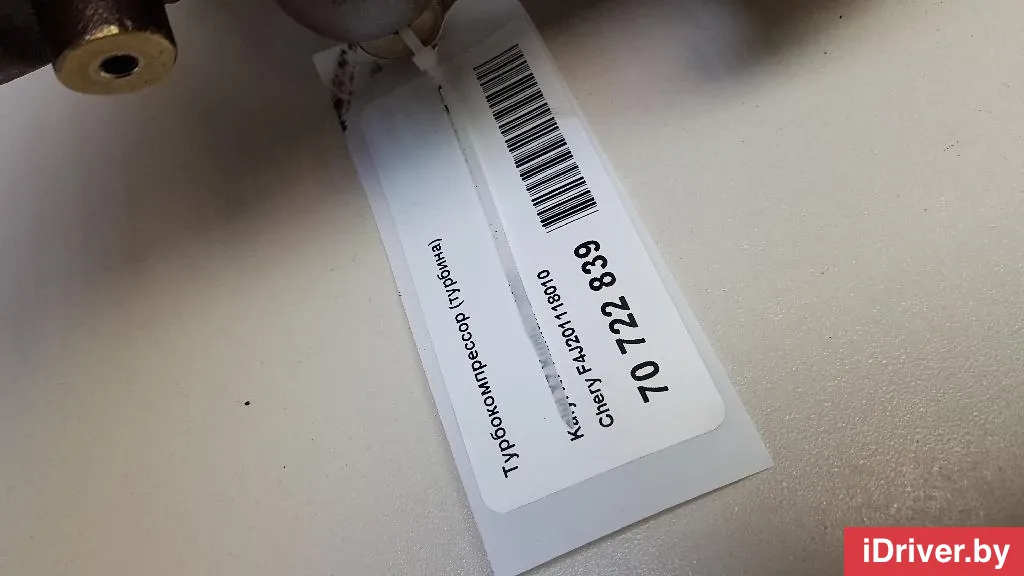 Турбокомпрессор (турбина)
Chery F4J201118010
70 722 839
iDriver.by